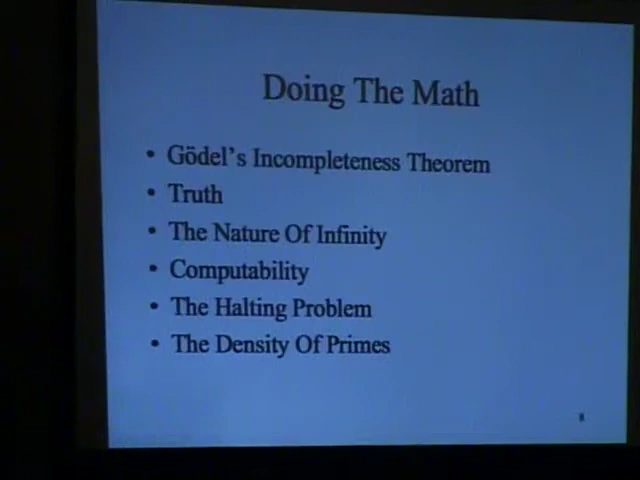 Doing The Math
• Gödel's Incompleteness Theorem
• Truth
• The Nature Of Infinity
• Computability
• The Halting Problem
• The Density Of Primes
8